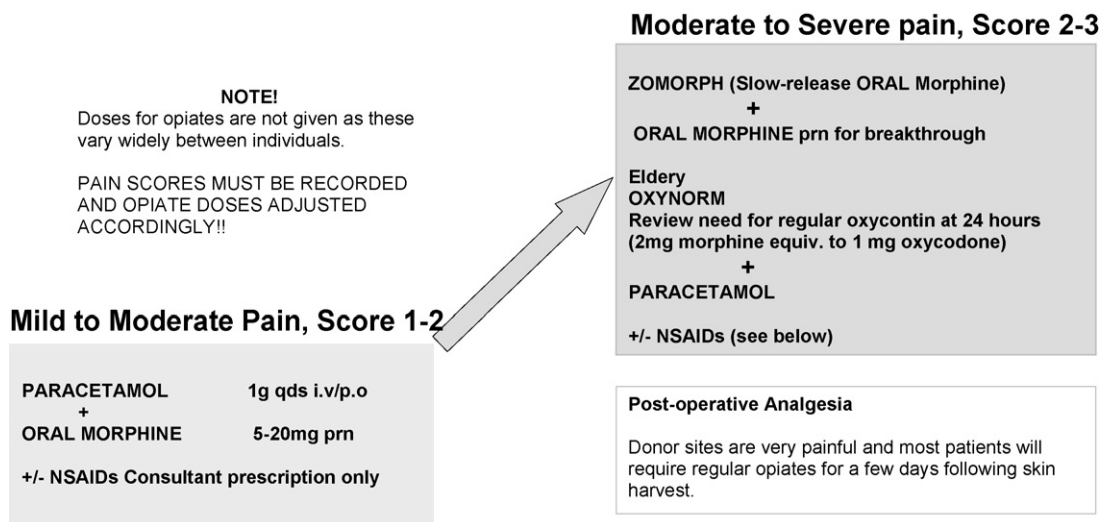 Moderate to Severe pain, Score 2-3
NOTE!
Doses for opiates are not given as these
vary widely between individuals.
PAIN SCORES MUST BE RECORDED
AND OPIATE DOSES ADJUSTED
ACCORDINGLY!!
ZOMORPH (Slow-release ORAL Morphine)
+
ORAL MORPHINE prn for breakthrough
Eldery
OXYNORM
Review need for regular oxycontin at 24 hours
(2mg morphine equiv. to 1 mg oxycodone)
+
PARACETAMOL
+/- NSAIDs (see below)
Mild to Moderate Pain, Score 1-2
PARACETAMOL 1g qds i.v/p.o
+
ORAL MORPHINE 5-20mg prn
+/- NSAIDs Consultant prescription only
Post-operative Analgesia
Donor sites are very painful and most patients will
require regular opiates for a few days following skin
harvest.